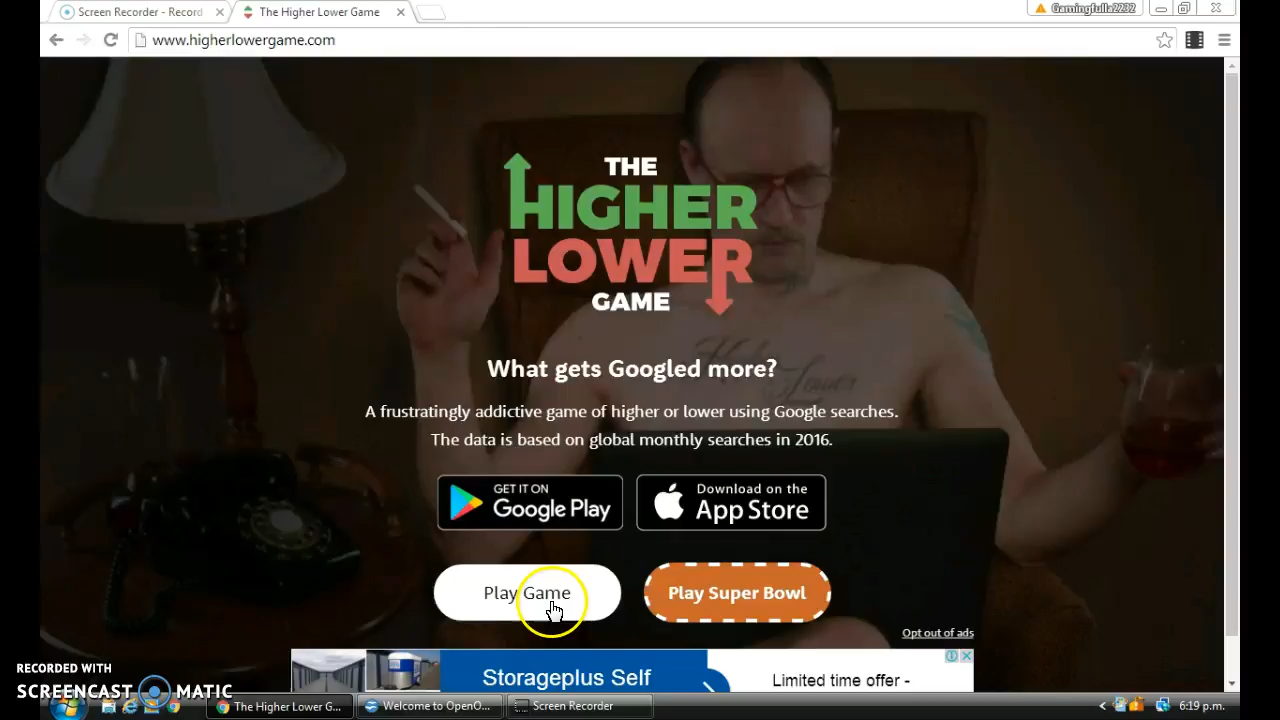 Screen Recorder - Record
The Higher Lower Game
Gamingfulla2232
www.higherlowergame.com
THE
HIGHER
LOWER
GAME
What gets Googled more?
A frustratingly addictive game of higher or lower using Google searches.
The data is based on global monthly searches in 2016.
GET IT ON
Google Play
Download on the
App Store
Play Game
Play Super Bowl
Opt out of ads
Storageplus Self
Limited time offer -
RECORDED WITH
SCREENCAST MATIC
The Higher Lower G...
Welcome to OpenO...
Screen Recorder
6:19 p.m.